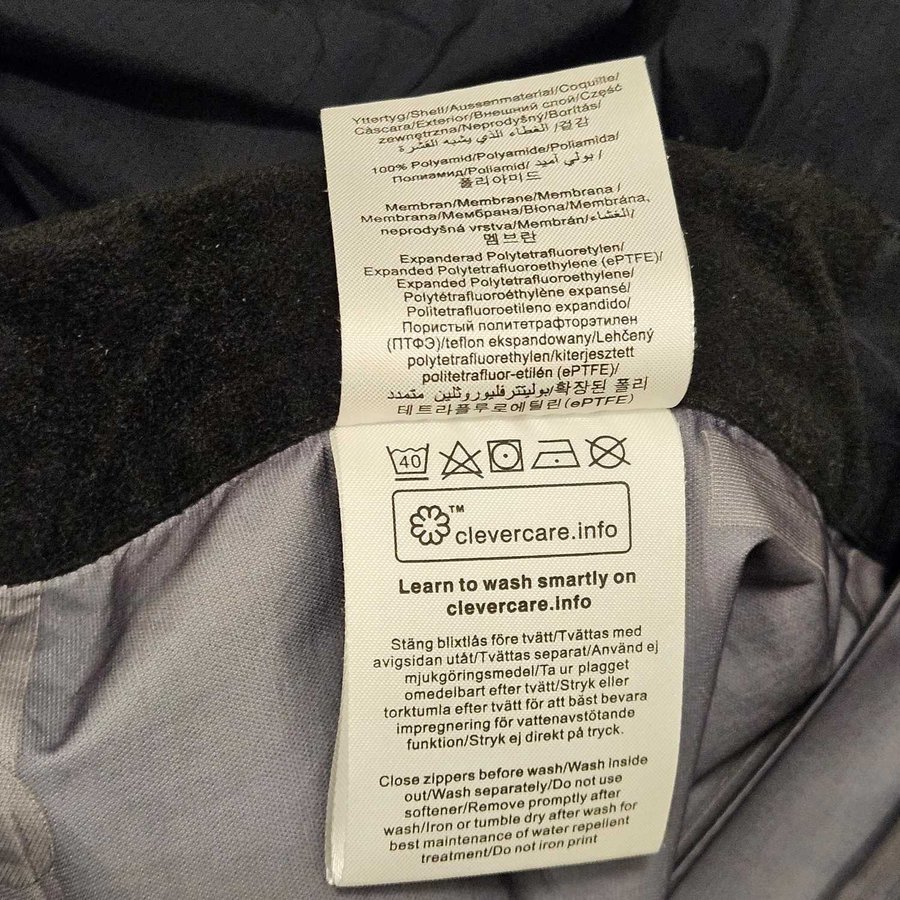 Yttertyg/Shell/Aussenmaterial/Coquille/
Cáscara/Exterior/Внешний слой/Część
zewnętrzna/Neprodyšný/Borítás/
الغطاء الذي يشبه القشرة/겉감
100% Polyamid/Polyamide/Poliamida/
Полиамид/Poliamid/ بولي أميد /
폴리아미드
Membran/Membrane/Membrana /
Membrana/Мембрана/Błona/Membrána,
neprodyšná vrstva/Membrán/الغشاء/
멤브란
Expanderad Polytetrafluoretylen/
Expanded Polytetrafluoroethylene (ePTFE)/
Expanded Polytetrafluoroethylene/
Polytétrafluoroéthylène expansé/
Politetrafluoroetileno expandido/
Пористый политетрафторэтилен
(ПТФЭ)/teflon ekspandowany/Lehčený
polytetrafluorethylen/kiterjesztett
politetrafluor-etilén (ePTFE)/
بوليتترفليوروثلين متمدد/확장된 폴리
테트라플루로에틸린(ePTFE)
40
™
clevercare.info
Learn to wash smartly on
clevercare.info
Stäng blixtlås före tvätt/Tvättas med
avigsidan utåt/Tvättas separat/Använd ej
mjukgöringsmedel/Ta ur plagget
omedelbart efter tvätt/Stryk eller
torktumla efter tvätt för att bäst bevara
impregnering för vattenavstötande
funktion/Stryk ej direkt på tryck.
Close zippers before wash/Wash inside
out/Wash separately/Do not use
softener/Remove promptly after
wash/Iron or tumble dry after wash for
best maintenance of water repellent
treatment/Do not iron print